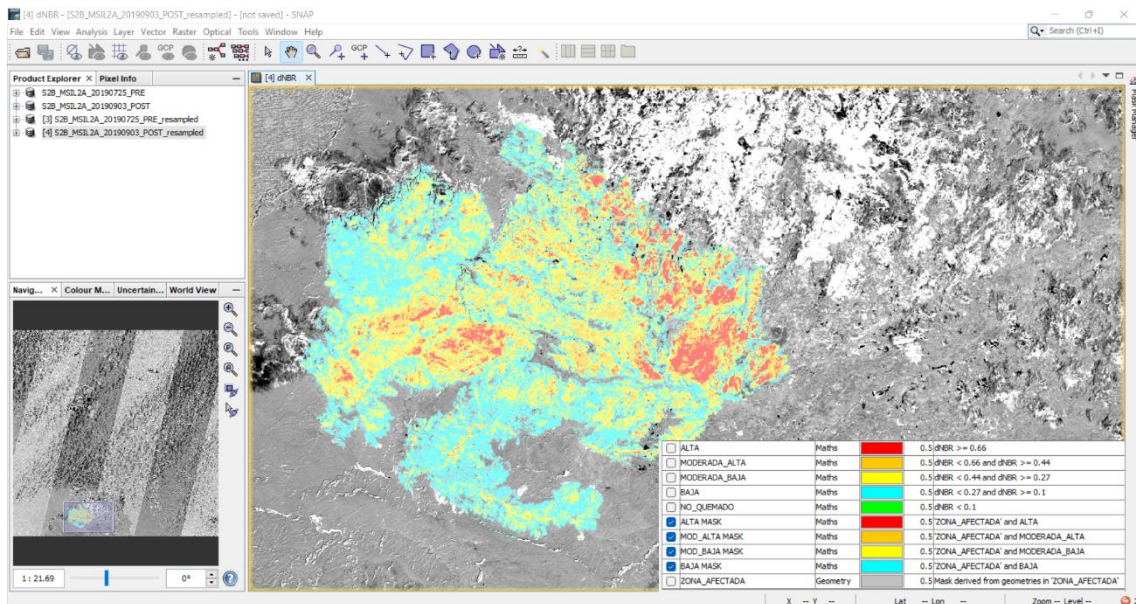 [4] dNBR - [S2B_MSIL2A_20190903_POST_resampled] - [not saved] - SNAP
File Edit View Analysis Layer Vector Raster Optical Tools Window Help
Search (Ctrl+I)
GCP
GCP
Product Explorer Pixel Info
[4] dNBR
S2B_MSIL2A_20190725_PRE
S2B_MSIL2A_20190903_POST
[3] S2B_MSIL2A_20190725_PRE_resampled
[4] S2B_MSIL2A_20190903_POST_resampled
Mask Manager
Navig... Colour M... Uncertain... World View
1 : 21.69 0°
ALTA Maths 0.5 dNBR >= 0.66
MODERADA_ALTA Maths 0.5 dNBR < 0.66 and dNBR >= 0.44
MODERADA_BAJA Maths 0.5 dNBR < 0.44 and dNBR >= 0.27
BAJA Maths 0.5 dNBR < 0.27 and dNBR >= 0.1
NO_QUEMADO Maths 0.5 dNBR < 0.1
ALTA MASK Maths 0.5 'ZONA_AFECTADA' and ALTA
MOD_ALTA MASK Maths 0.5 'ZONA_AFECTADA' and MODERADA_ALTA
MOD_BAJA MASK Maths 0.5 'ZONA_AFECTADA' and MODERADA_BAJA
BAJA MASK Maths 0.5 'ZONA_AFECTADA' and BAJA
ZONA_AFECTADA Geometry 0.5 Mask derived from geometries in 'ZONA_AFECTADA'
X -- Y -- Lat -- Lon -- Zoom -- Level --